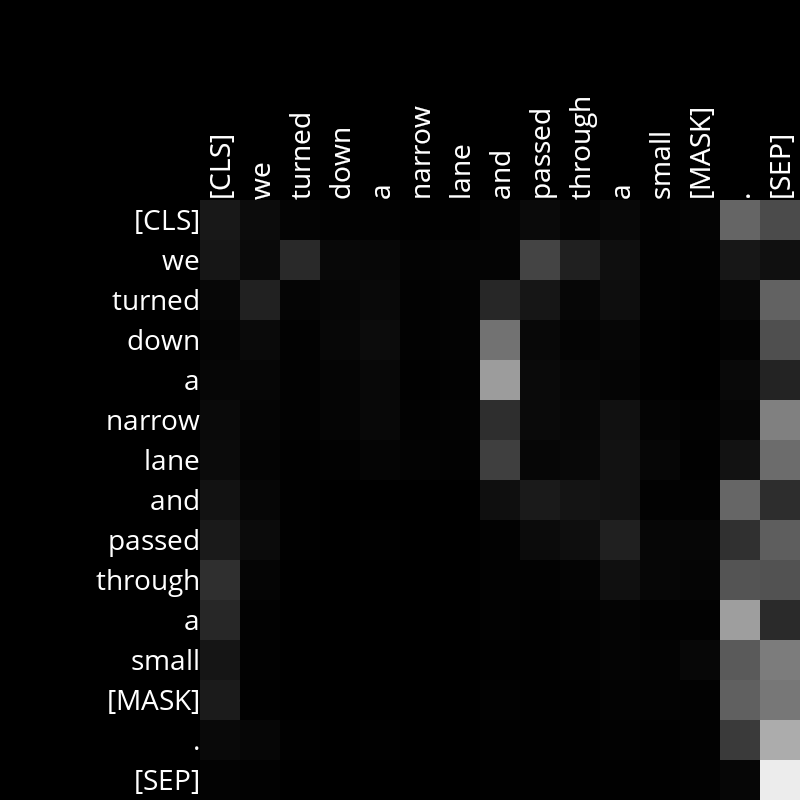 [CLS] we turned down a narrow lane and passed through a small [MASK] . [SEP]
[CLS]
we
turned
down
a
narrow
lane
and
passed
through
a
small
[MASK]
.
[SEP]